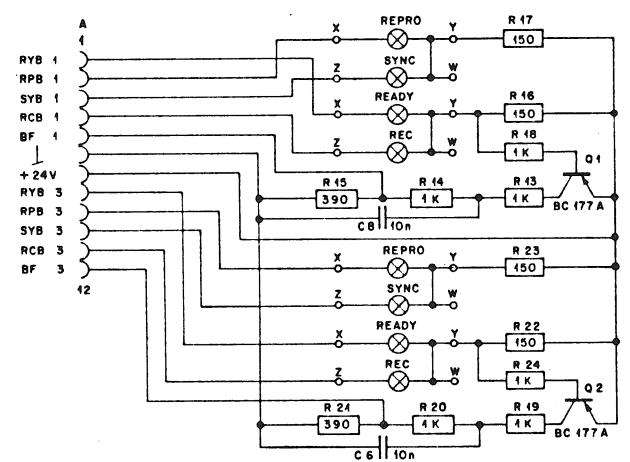 A
1
RYB 1
RPB 1
SYB 1
RCB 1
BF 1
+ 24V
RYB 3
RPB 3
SYB 3
RCB 3
BF 3
12
X REPRO Y R 17
150
Z SYNC W
X READY Y R 16
150
R 18
1K
Z REC W
Q1
R 15 R 14 R 13
390 1K 1K
BC 177 A
C 8 10n
X REPRO Y R 23
150
Z SYNC W
X READY Y R 22
150
R 24
1K
Z REC W
Q2
R 21 R 20 R 19
390 1K 1K
BC 177 A
C 6 10n